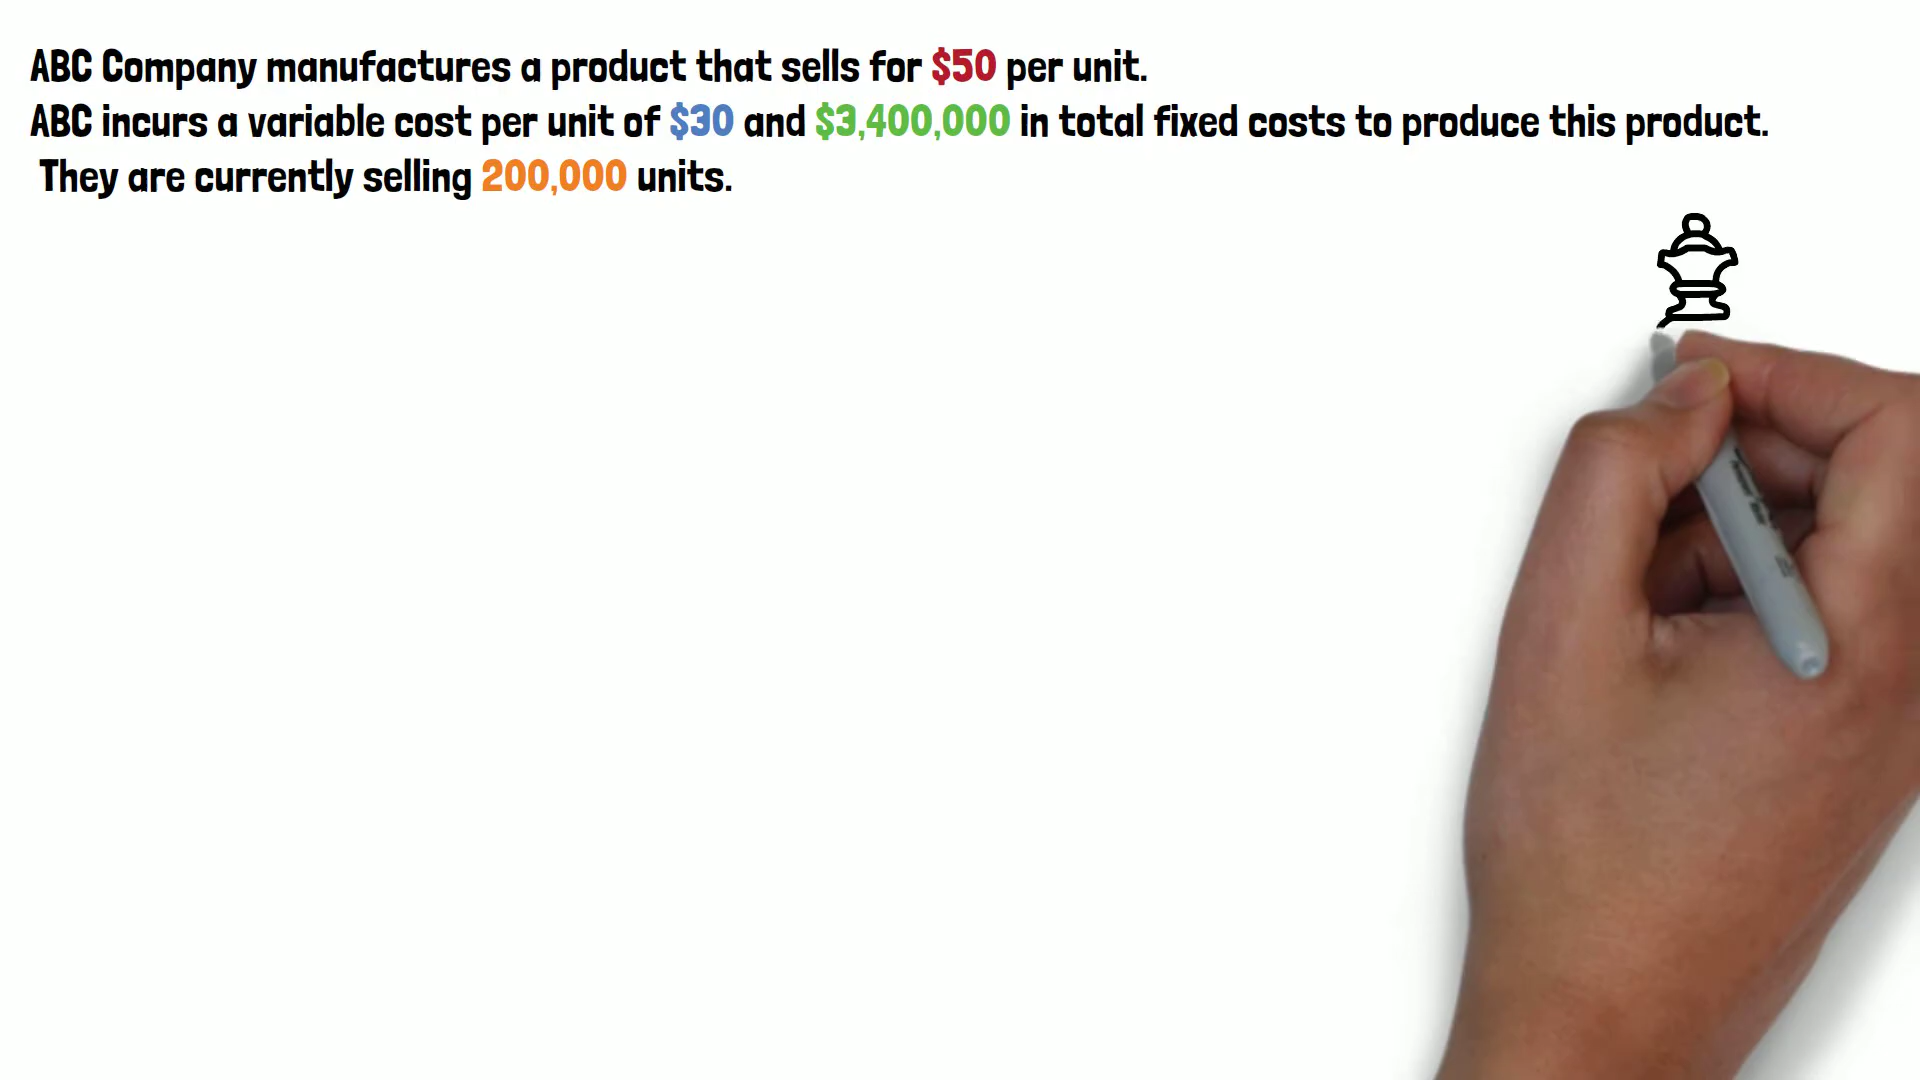 ABC Company manufactures a product that sells for $50 per unit.
ABC incurs a variable cost per unit of $30 and $3,400,000 in total fixed costs to produce this product.
They are currently selling 200,000 units.